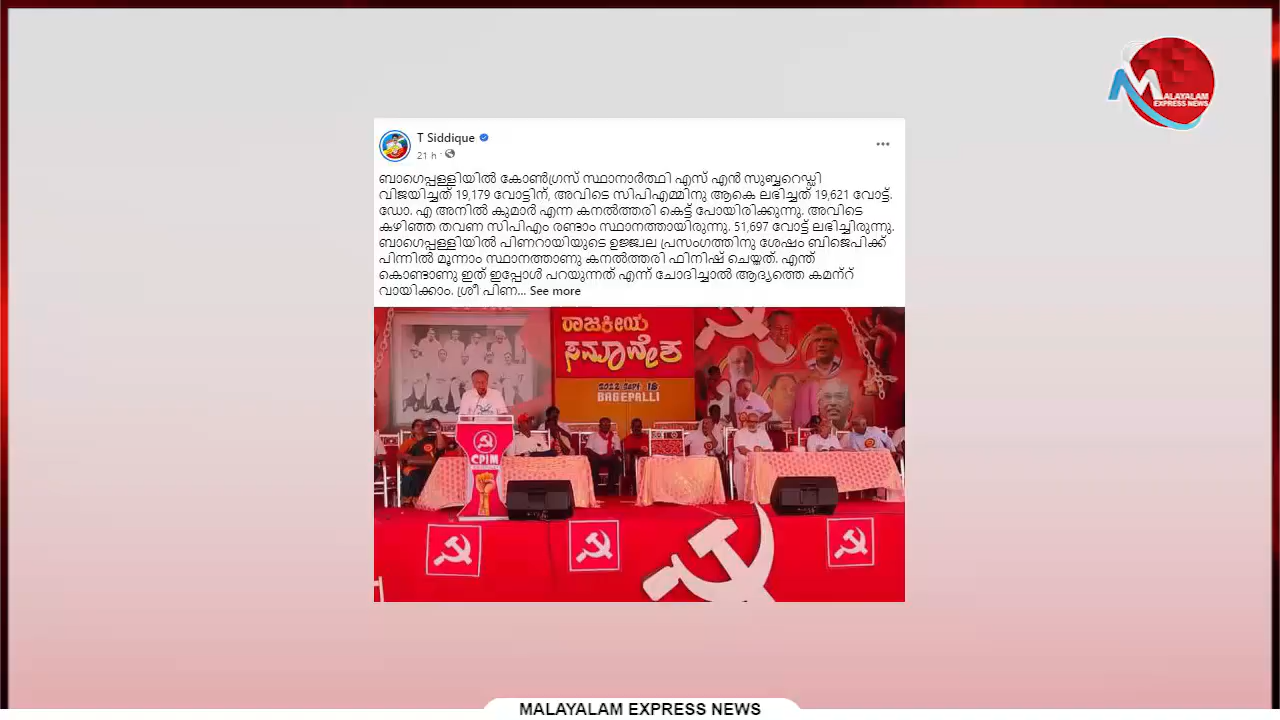 MALAYALAM
EXPRESS NEWS
T Siddique
21 h ·
ബാഗെപ്പള്ളിയിൽ കോൺഗ്രസ് സ്ഥാനാർത്ഥി എസ് എൻ സുബ്ബറെഡ്ഡി
വിജയിച്ചത് 19,179 വോട്ടിന്, അവിടെ സിപിഎമ്മിനു ആകെ ലഭിച്ചത് 19,621 വോട്ട്.
ഡോ. എ അനിൽ കുമാർ എന്ന കനൽത്തരി കെട്ട് പോയിരിക്കുന്നു. അവിടെ
കഴിഞ്ഞ തവണ സിപിഎം രണ്ടാം സ്ഥാനത്തായിരുന്നു. 51,697 വോട്ട് ലഭിച്ചിരുന്നു.
ബാഗെപ്പള്ളിയിൽ പിണറായിയുടെ ഉജ്ജ്വല പ്രസംഗത്തിനു ശേഷം ബിജെപിക്ക്
പിന്നിൽ മൂന്നാം സ്ഥാനത്താണു കനൽത്തരി ഫിനിഷ് ചെയ്തത്. എന്ത്
കൊണ്ടാണു ഇത് ഇപ്പോൾ പറയുന്നത് എന്ന് ചോദിച്ചാൽ ആദ്യത്തെ കമന്റ്
വായിക്കാം. ശ്രീ പിണ... See more
ರಾಜಕೀಯ
ಸಮಾವೇಶ
2022 SEPT 18
BAGEPALLI
CPIM
MALAYALAM EXPRESS NEWS